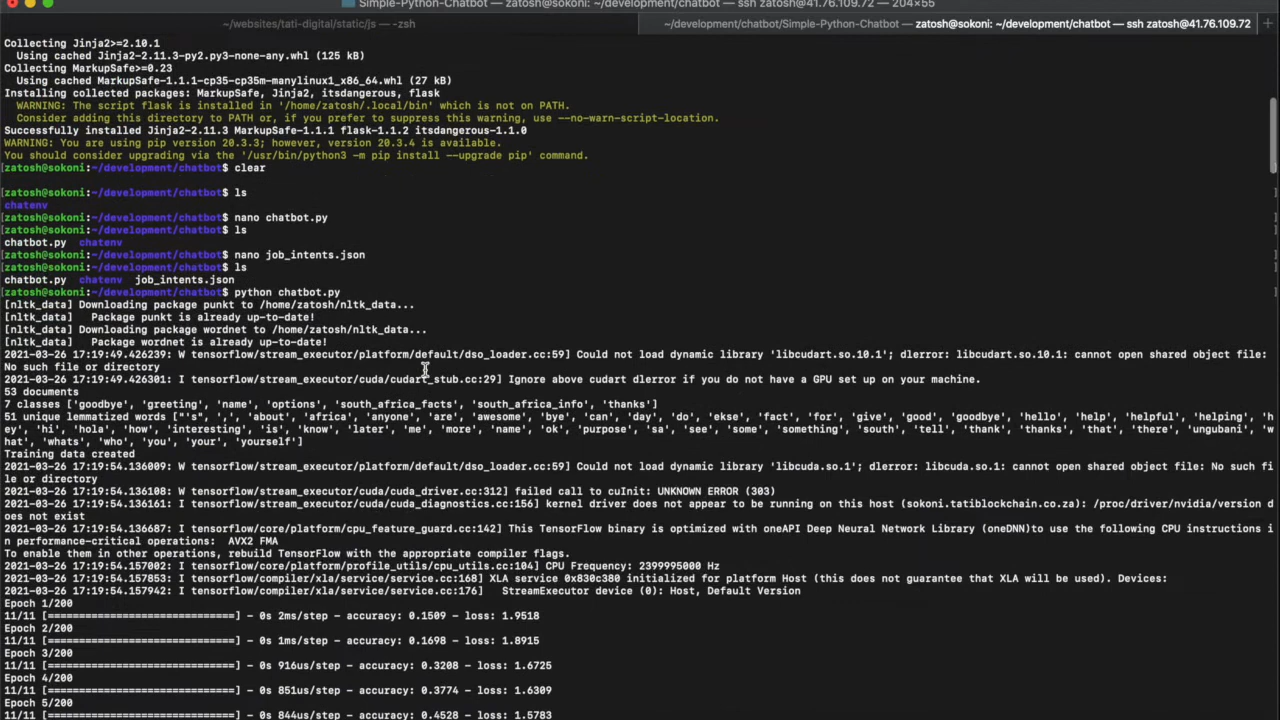 Simple-Python-Chatbot — zatosh@sokoni: ~/development/chatbot — ssh zatosh@41.76.109.72 — 204×55
~/websites/tati-digital/static/js — -zsh
~/development/chatbot/Simple-Python-Chatbot — zatosh@sokoni: ~/development/chatbot — ssh zatosh@41.76.109.72
Collecting Jinja2>=2.10.1
Using cached Jinja2-2.11.3-py2.py3-none-any.whl (125 kB)
Collecting MarkupSafe>=0.23
Using cached MarkupSafe-1.1.1-cp35-cp35m-manylinux1_x86_64.whl (27 kB)
Installing collected packages: MarkupSafe, Jinja2, itsdangerous, flask
WARNING: The script flask is installed in '/home/zatosh/.local/bin' which is not on PATH.
Consider adding this directory to PATH or, if you prefer to suppress this warning, use --no-warn-script-location.
Successfully installed Jinja2-2.11.3 MarkupSafe-1.1.1 flask-1.1.2 itsdangerous-1.1.0
WARNING: You are using pip version 20.3.3; however, version 20.3.4 is available.
You should consider upgrading via the '/usr/bin/python3 -m pip install --upgrade pip' command.
[zatosh@sokoni:~/development/chatbot$ clear
[zatosh@sokoni:~/development/chatbot$ ls
chatenv
[zatosh@sokoni:~/development/chatbot$ nano chatbot.py
[zatosh@sokoni:~/development/chatbot$ ls
chatbot.py chatenv
[zatosh@sokoni:~/development/chatbot$ nano job_intents.json
[zatosh@sokoni:~/development/chatbot$ ls
chatbot.py chatenv job_intents.json
[zatosh@sokoni:~/development/chatbot$ python chatbot.py
[nltk_data] Downloading package punkt to /home/zatosh/nltk_data...
[nltk_data] Package punkt is already up-to-date!
[nltk_data] Downloading package wordnet to /home/zatosh/nltk_data...
[nltk_data] Package wordnet is already up-to-date!
2021-03-26 17:19:49.426239: W tensorflow/stream_executor/platform/default/dso_loader.cc:59] Could not load dynamic library 'libcudart.so.10.1'; dlerror: libcudart.so.10.1: cannot open shared object file:
No such file or directory
2021-03-26 17:19:49.426301: I tensorflow/stream_executor/cuda/cudart_stub.cc:29] Ignore above cudart dlerror if you do not have a GPU set up on your machine.
53 documents
7 classes ['goodbye', 'greeting', 'name', 'options', 'south_africa_facts', 'south_africa_info', 'thanks']
51 unique lemmatized words ["'s", ',', 'about', 'africa', 'anyone', 'are', 'awesome', 'bye', 'can', 'day', 'do', 'ekse', 'fact', 'for', 'give', 'good', 'goodbye', 'hello', 'help', 'helpful', 'helping', 'h
ey', 'hi', 'hola', 'how', 'interesting', 'is', 'know', 'later', 'me', 'more', 'name', 'ok', 'purpose', 'sa', 'see', 'some', 'something', 'south', 'tell', 'thank', 'thanks', 'that', 'there', 'ungubani', 'w
hat', 'whats', 'who', 'you', 'your', 'yourself']
Training data created
2021-03-26 17:19:54.136009: W tensorflow/stream_executor/platform/default/dso_loader.cc:59] Could not load dynamic library 'libcuda.so.1'; dlerror: libcuda.so.1: cannot open shared object file: No such fi
le or directory
2021-03-26 17:19:54.136108: W tensorflow/stream_executor/cuda/cuda_driver.cc:312] failed call to cuInit: UNKNOWN ERROR (303)
2021-03-26 17:19:54.136161: I tensorflow/stream_executor/cuda/cuda_diagnostics.cc:156] kernel driver does not appear to be running on this host (sokoni.tatiblockchain.co.za): /proc/driver/nvidia/version d
oes not exist
2021-03-26 17:19:54.136687: I tensorflow/core/platform/cpu_feature_guard.cc:142] This TensorFlow binary is optimized with oneAPI Deep Neural Network Library (oneDNN)to use the following CPU instructions i
n performance-critical operations: AVX2 FMA
To enable them in other operations, rebuild TensorFlow with the appropriate compiler flags.
2021-03-26 17:19:54.157002: I tensorflow/core/platform/profile_utils/cpu_utils.cc:104] CPU Frequency: 2399995000 Hz
2021-03-26 17:19:54.157853: I tensorflow/compiler/xla/service/service.cc:168] XLA service 0x830c380 initialized for platform Host (this does not guarantee that XLA will be used). Devices:
2021-03-26 17:19:54.157942: I tensorflow/compiler/xla/service/service.cc:176] StreamExecutor device (0): Host, Default Version
Epoch 1/200
11/11 [==============================] - 0s 2ms/step - accuracy: 0.1509 - loss: 1.9518
Epoch 2/200
11/11 [==============================] - 0s 1ms/step - accuracy: 0.1698 - loss: 1.8915
Epoch 3/200
11/11 [==============================] - 0s 916us/step - accuracy: 0.3208 - loss: 1.6725
Epoch 4/200
11/11 [==============================] - 0s 851us/step - accuracy: 0.3774 - loss: 1.6309
Epoch 5/200
11/11 [==============================] - 0s 844us/step - accuracy: 0.4528 - loss: 1.5783